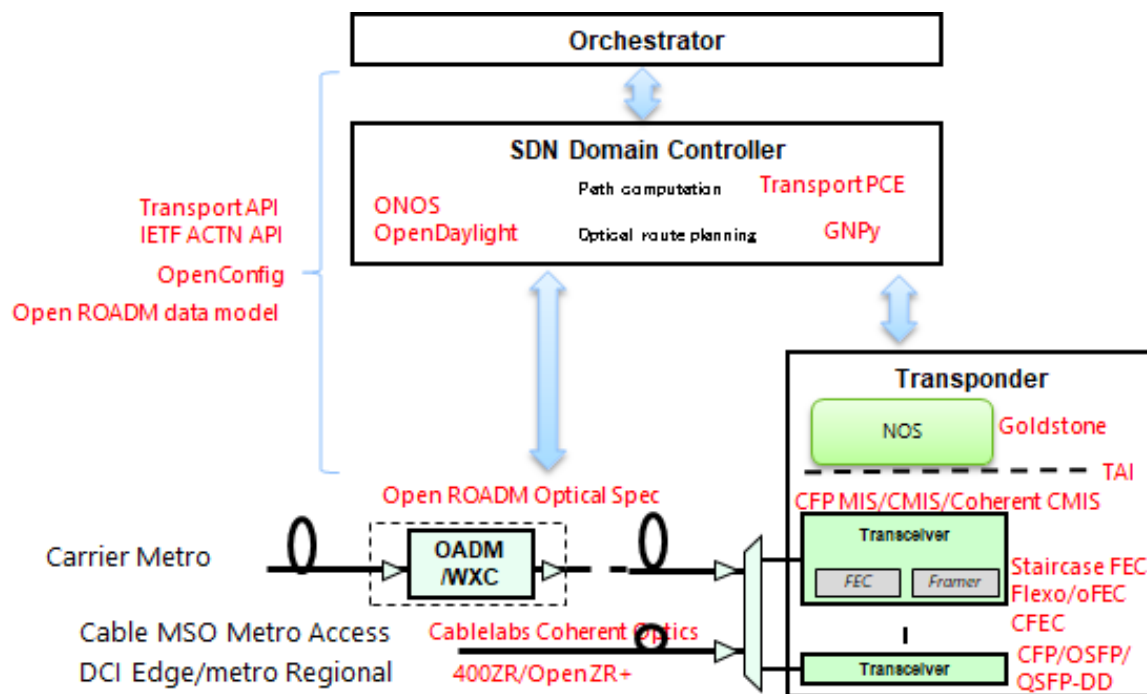 Orchestrator
SDN Domain Controller
Path computation
Transport PCE
ONOS
OpenDaylight
Optical route planning
GNPy
Transport API
IETF ACTN API
OpenConfig
Open ROADM data model
Transponder
NOS
Goldstone
TAI
Open ROADM Optical Spec
CFP MIS/CMIS/Coherent CMIS
Carrier Metro
OADM
/WXC
Transceiver
FEC
Framer
Staircase FEC
Flexo/oFEC
CFEC
Cable MSO Metro Access
Cablelabs Coherent Optics
DCI Edge/metro Regional
400ZR/OpenZR+
Transceiver
CFP/OSFP/
QSFP-DD